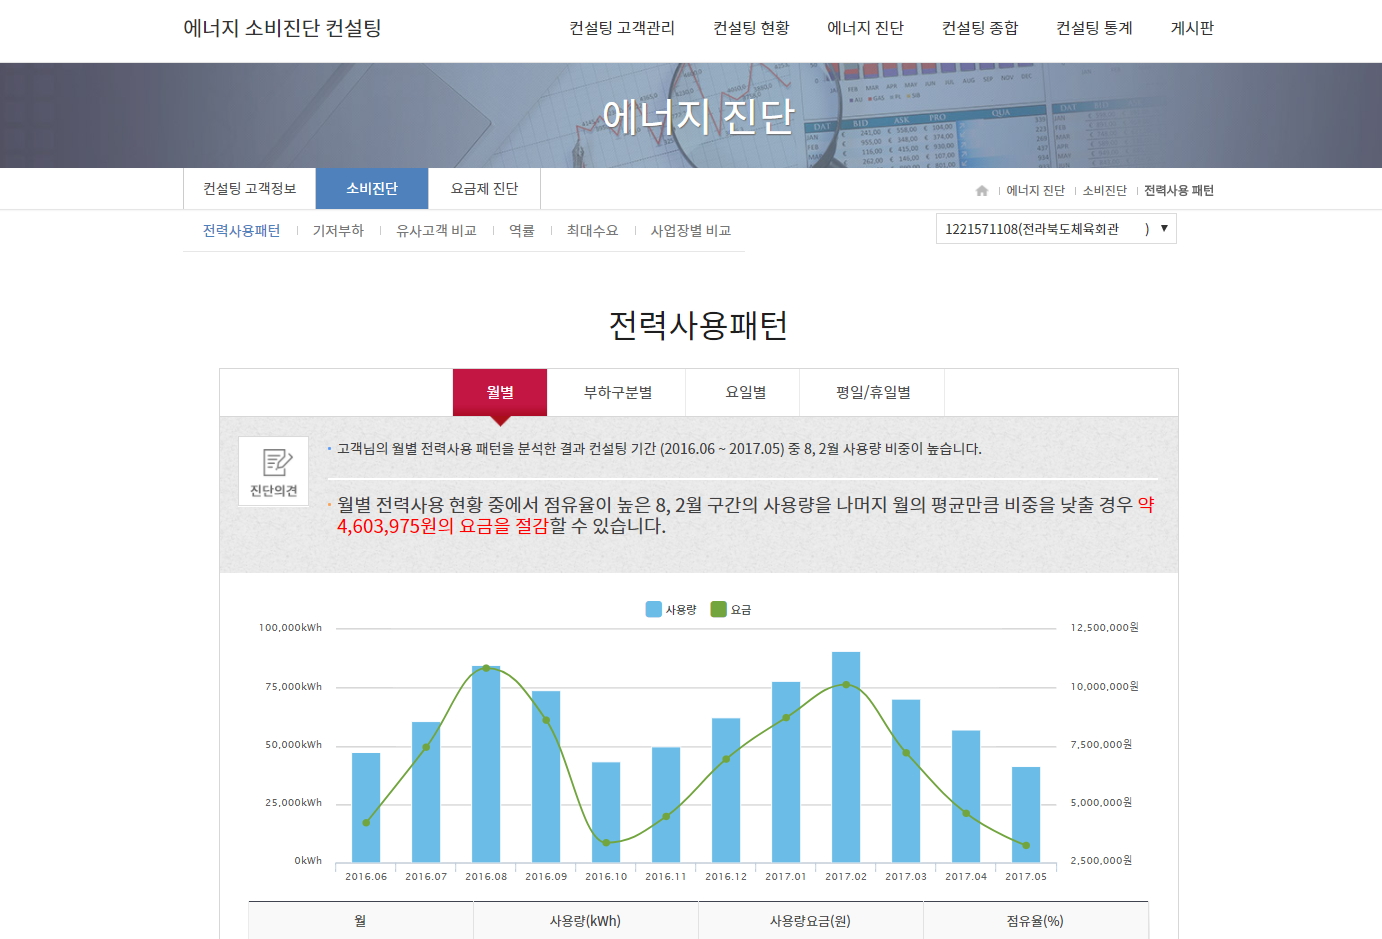 에너지 소비진단 컨설팅
컨설팅 고객관리 컨설팅 현황 에너지 진단 컨설팅 종합 컨설팅 통계 게시판
에너지 진단
DAT BID ASK PRO QUA
컨설팅 고객정보 소비진단 요금제 진단
에너지 진단 소비진단 전력사용 패턴
전력사용패턴 기저부하 유사고객 비교 역률 최대수요 사업장별 비교
1221571108(전라북도체육회관 ) ▼
전력사용패턴
월별 부하구분별 요일별 평일/휴일별
진단의견
고객님의 월별 전력사용 패턴을 분석한 결과 컨설팅 기간 (2016.06 ~ 2017.05) 중 8, 2월 사용량 비중이 높습니다.
월별 전력사용 현황 중에서 점유율이 높은 8, 2월 구간의 사용량을 나머지 월의 평균만큼 비중을 낮출 경우 약
4,603,975원의 요금을 절감할 수 있습니다.
사용량 요금
100,000kWh 12,500,000원
75,000kWh 10,000,000원
50,000kWh 7,500,000원
25,000kWh 5,000,000원
0kWh 2,500,000원
2016.06 2016.07 2016.08 2016.09 2016.10 2016.11 2016.12 2017.01 2017.02 2017.03 2017.04 2017.05
월 사용량(kWh) 사용량요금(원) 점유율(%)